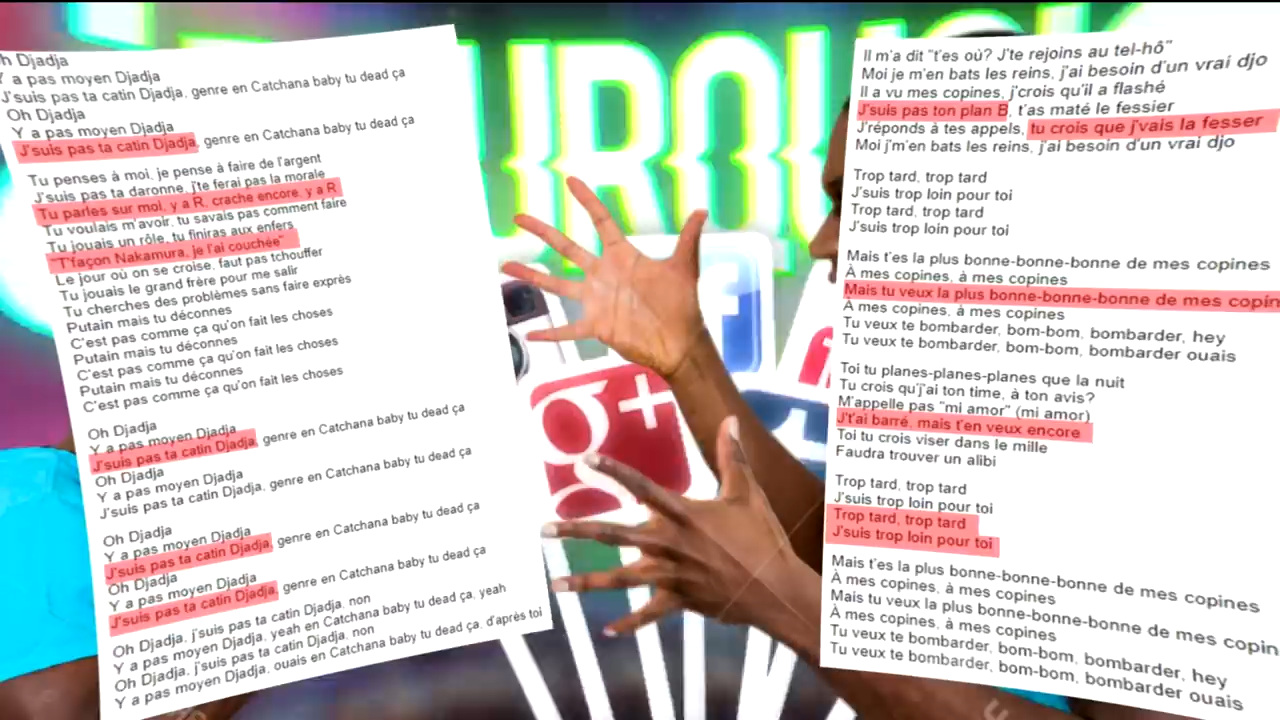 h Djadja
Y a pas moyen Djadja
J'suis pas ta catin Djadja, genre en Catchana baby tu dead ça
Oh Djadja
Y a pas moyen Djadja
J'suis pas ta catin Djadja, genre en Catchana baby tu dead ça
Tu penses à moi, je pense à faire de l'argent
J'suis pas ta daronne, j'te ferai pas la morale
Tu parles sur moi, y a R, crache encore, y a R
Tu voulais m'avoir, tu savais pas comment faire
Tu jouais un rôle, tu finiras aux enfers
"T'façon Nakamura, je l'ai couchée"
Le jour où on se croise, faut pas tchouffer
Tu jouais le grand frère pour me salir
Tu cherches des problèmes sans faire exprès
Putain mais tu déconnes
C'est pas comme ça qu'on fait les choses
Putain mais tu déconnes
C'est pas comme ça qu'on fait les choses
Putain mais tu déconnes
C'est pas comme ça qu'on fait les choses
Oh Djadja
Y a pas moyen Djadja
J'suis pas ta catin Djadja, genre en Catchana baby tu dead ça
Oh Djadja
Y a pas moyen Djadja
J'suis pas ta catin Djadja, genre en Catchana baby tu dead ça
Oh Djadja
Y a pas moyen Djadja
J'suis pas ta catin Djadja, genre en Catchana baby tu dead ça
Oh Djadja
Y a pas moyen Djadja
J'suis pas ta catin Djadja, genre en Catchana baby tu dead ça
Oh Djadja, j'suis pas ta catin Djadja, non
Y a pas moyen Djadja, yeah en Catchana baby tu dead ça, yeah
Oh Djadja, j'suis pas ta catin Djadja, non
Y a pas moyen Djadja, ouais en Catchana baby tu dead ça, d'après toi
Il m'a dit "t'es où? J'te rejoins au tel-hô"
Moi je m'en bats les reins, j'ai besoin d'un vrai djo
Il a vu mes copines, j'crois qu'il a flashé
J'suis pas ton plan B, t'as maté le fessier
J'réponds à tes appels, tu crois que j'vais la fesser
Moi j'm'en bats les reins, j'ai besoin d'un vrai djo
Trop tard, trop tard
J'suis trop loin pour toi
Trop tard, trop tard
J'suis trop loin pour toi
Mais t'es la plus bonne-bonne-bonne de mes copines
À mes copines, à mes copines
Mais tu veux la plus bonne-bonne-bonne de mes copin
À mes copines, à mes copines
Tu veux te bombarder, bom-bom, bombarder, hey
Tu veux te bombarder, bom-bom, bombarder ouais
Toi tu planes-planes-planes que la nuit
Tu crois qu'j'ai ton time, à ton avis?
M'appelle pas "mi amor" (mi amor)
J't'ai barré, mais t'en veux encore
Toi tu crois viser dans le mille
Faudra trouver un alibi
Trop tard, trop tard
J'suis trop loin pour toi
Trop tard, trop tard
J'suis trop loin pour toi
Mais t'es la plus bonne-bonne-bonne de mes copines
À mes copines, à mes copines
Mais tu veux la plus bonne-bonne-bonne de mes copin
À mes copines, à mes copines
Tu veux te bombarder, bom-bom, bombarder, hey
Tu veux te bombarder, bom-bom, bombarder ouais
g+
f